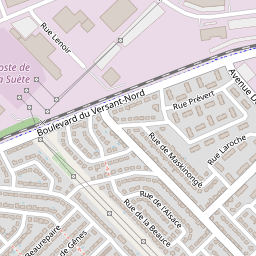 Rue Lenoir
oste de
a Suète
Boulevard du Versant-Nord
Avenue D
Rue Prévert
Rue de Maskinongé
Rue Laroche
Rue de l'Alsace
Rue de la Beauce
Beaurepaire
de Gênes